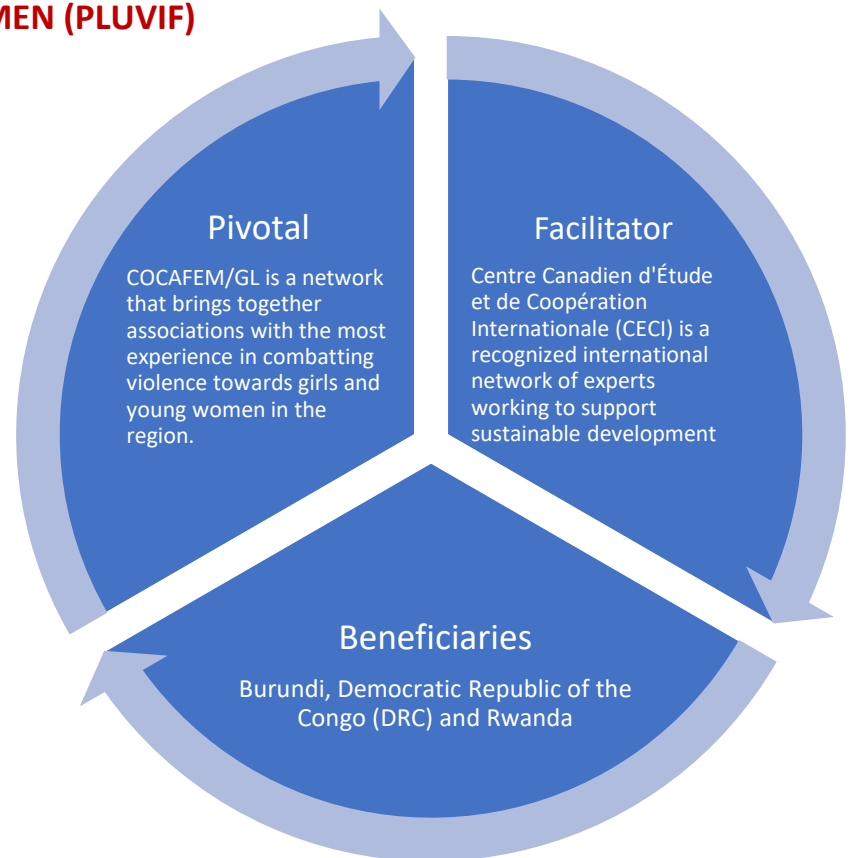 MEN (PLUVIF)
Pivotal
COCAFEM/GL is a network
that brings together
associations with the most
experience in combatting
violence towards girls and
young women in the
region.
Facilitator
Centre Canadien d'Étude
et de Coopération
Internationale (CECI) is a
recognized international
network of experts
working to support
sustainable development
Beneficiaries
Burundi, Democratic Republic of the
Congo (DRC) and Rwanda